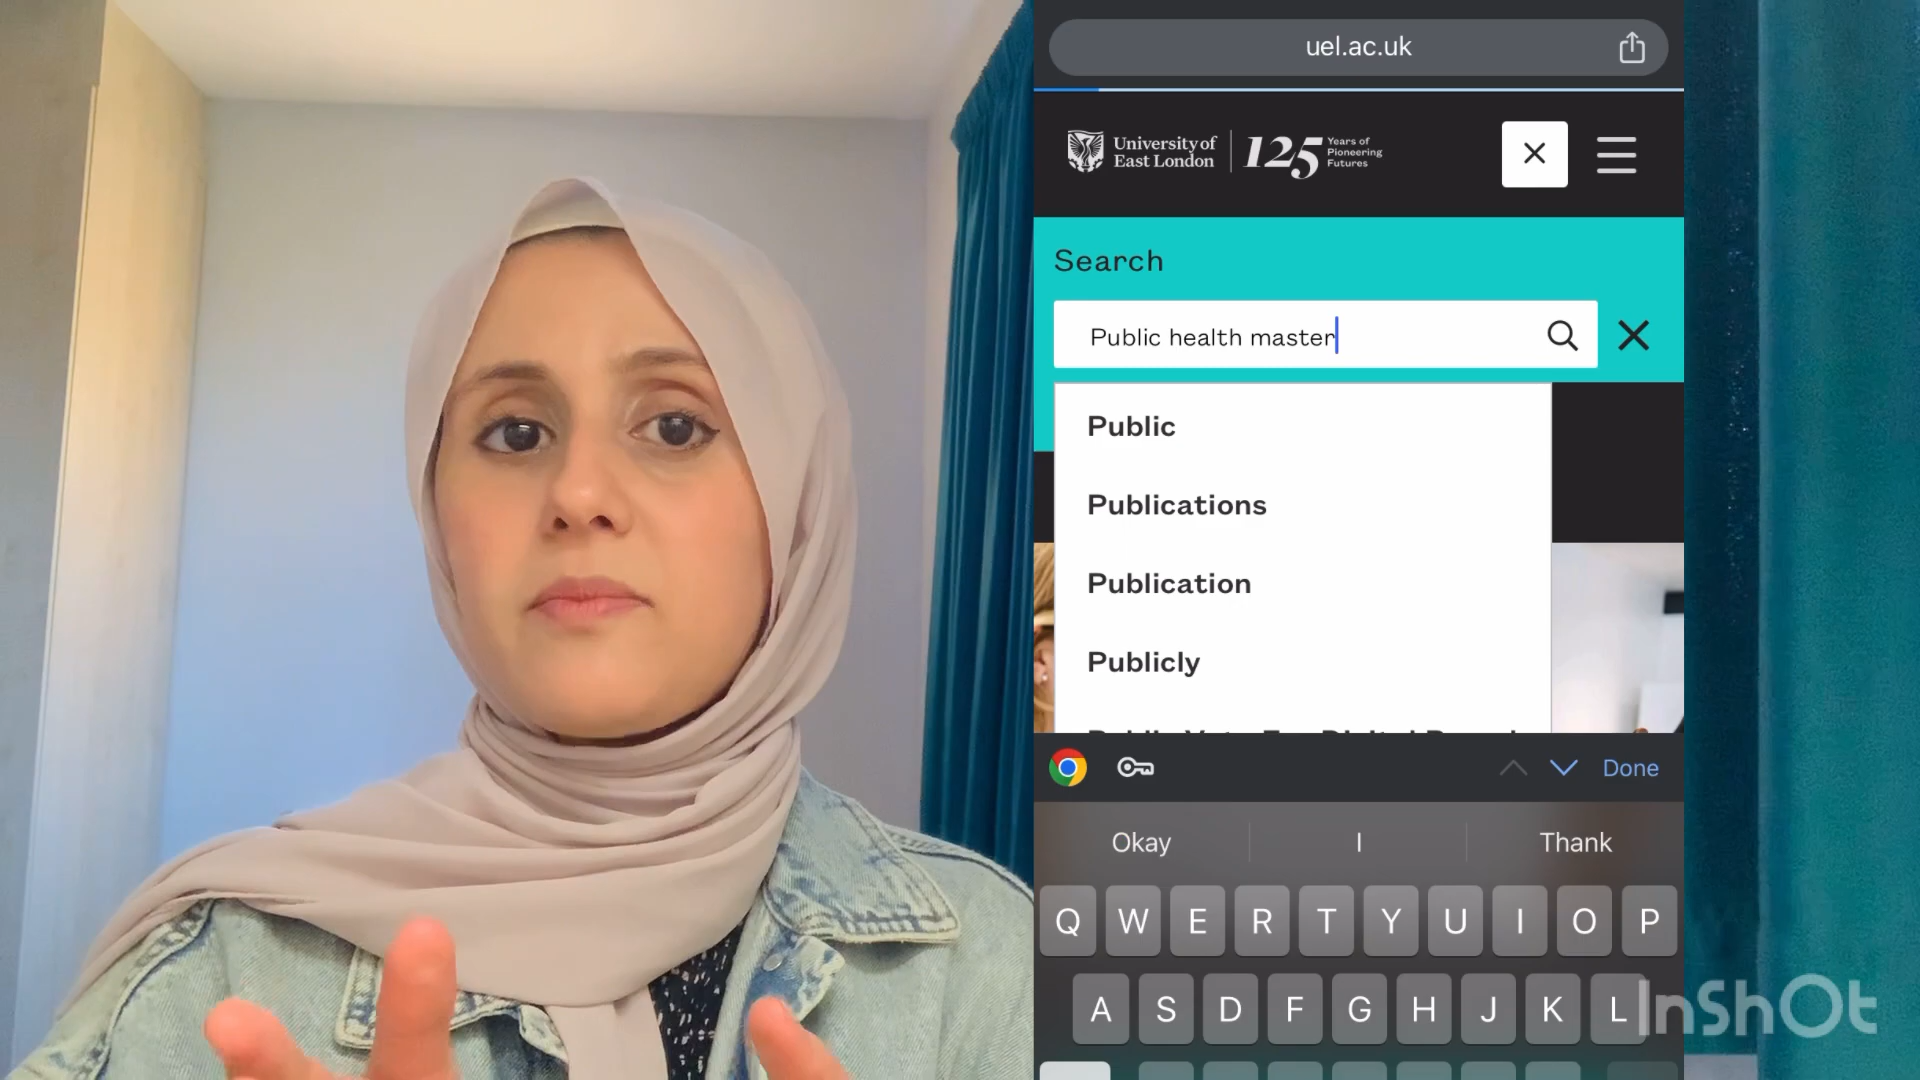 uel.ac.uk
University of
East London
125
Years of
Pioneering
Futures
Search
Public health master
Public
Publications
Publication
Publicly
Done
Okay
I
Thank
Q W E R T Y U I O P
A S D F G H J K L
InShOt